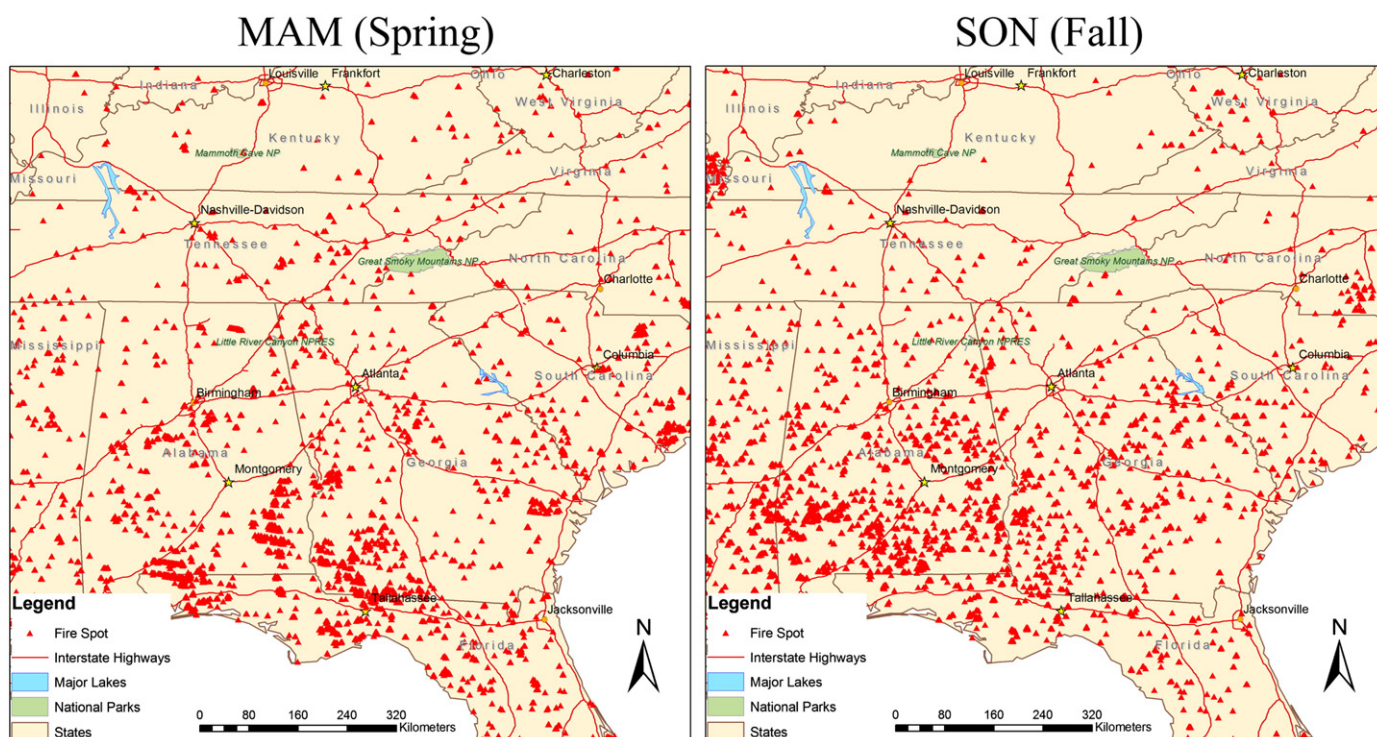 MAM (Spring)
Indiana
Louisville
Frankfort
Ohio
Charleston
Illinois
West Virginia
Kentucky
Mammoth Cave NP
Missouri
Virginia
Nashville-Davidson
Tennessee
Great Smoky Mountains NP
North Carolina
Charlotte
Mississippi
Little River Canyon NPRES
Columbia
Atlanta
South Carolina
Birmingham
Alabama
Georgia
Montgomery
Legend
Tallahassee
Jacksonville
Fire Spot
Florida
N
Interstate Highways
Major Lakes
National Parks
0 40 80 160 240 320
Kilometers
States
SON (Fall)
Indiana
Louisville
Frankfort
Ohio
Charleston
Illinois
West Virginia
Kentucky
Mammoth Cave NP
Missouri
Virginia
Nashville-Davidson
Tennessee
Great Smoky Mountains NP
North Carolina
Charlotte
Mississippi
Little River Canyon NPRES
Columbia
Atlanta
South Carolina
Birmingham
Alabama
Georgia
Montgomery
Legend
Tallahassee
Jacksonville
Fire Spot
Florida
N
Interstate Highways
Major Lakes
National Parks
0 40 80 160 240 320
Kilometers
States